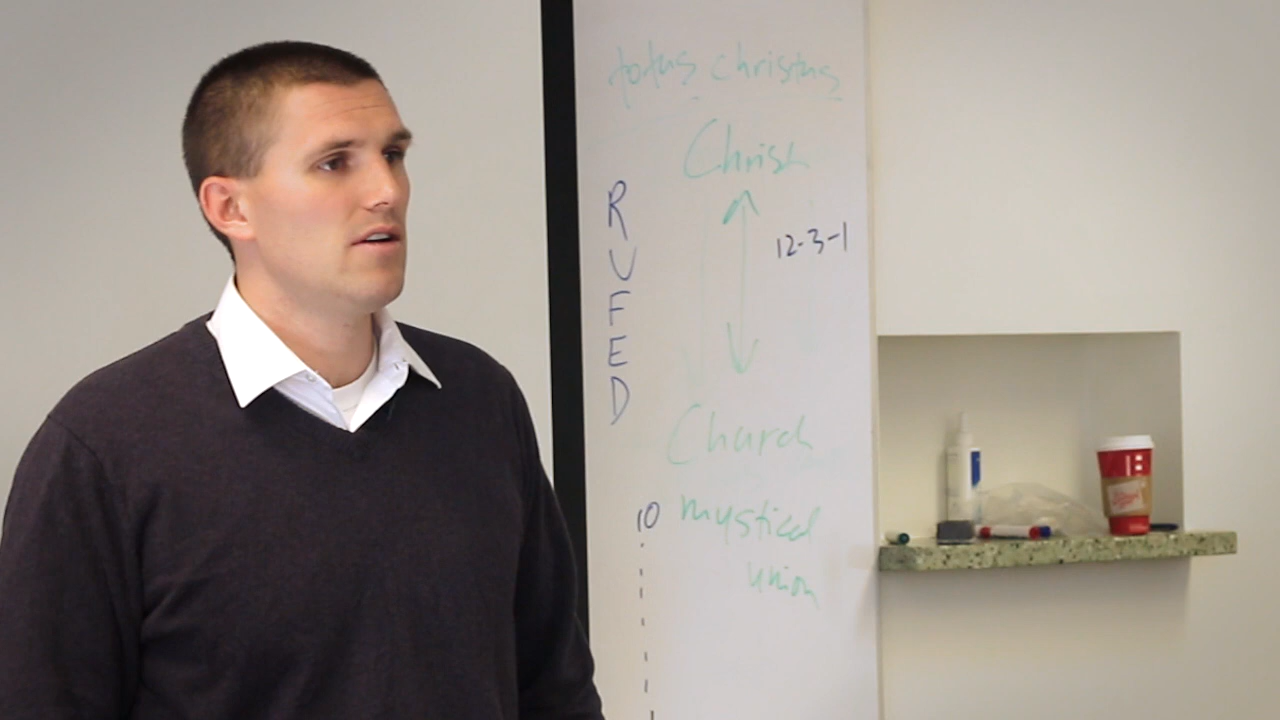 totus christus
Christ
R
U
F
E
D
12-3-1
Church
10
mystical
union